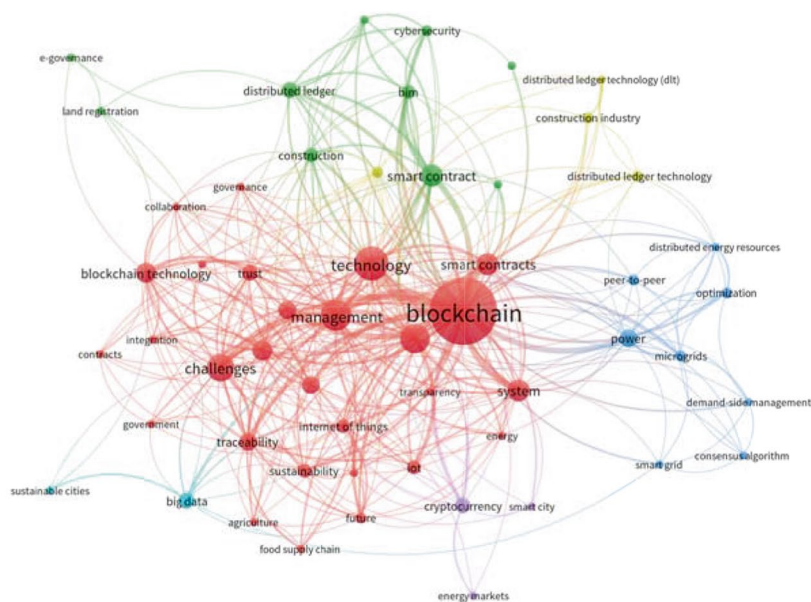 cybersecurity
e-governance
distributed ledger
bim
distributed ledger technology (dlt)
land registration
construction industry
construction
smart contract
distributed ledger technology
governance
collaboration
distributed energy resources
technology
smart contracts
blockchain technology
trust
peer-to-peer
optimization
blockchain
management
power
integration
contracts
microgrids
challenges
transparency
system
demand-side management
government
internet of things
energy
traceability
consensus algorithm
smart grid
sustainability
iot
sustainable cities
big data
cryptocurrency
smart city
agriculture
future
food supply chain
energy markets